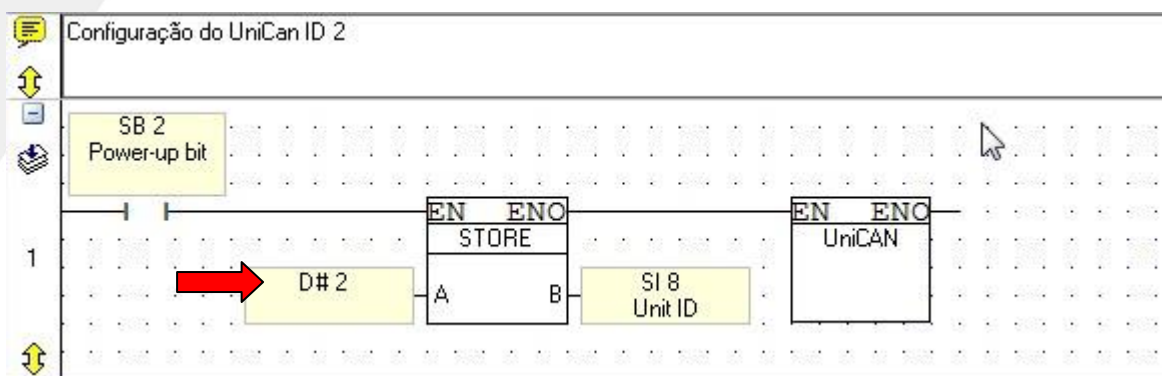 Configuração do UniCan ID 2
SB 2
Power-up bit
EN ENO
STORE
EN ENO
UniCAN
1
D# 2
A B
SI 8
Unit ID